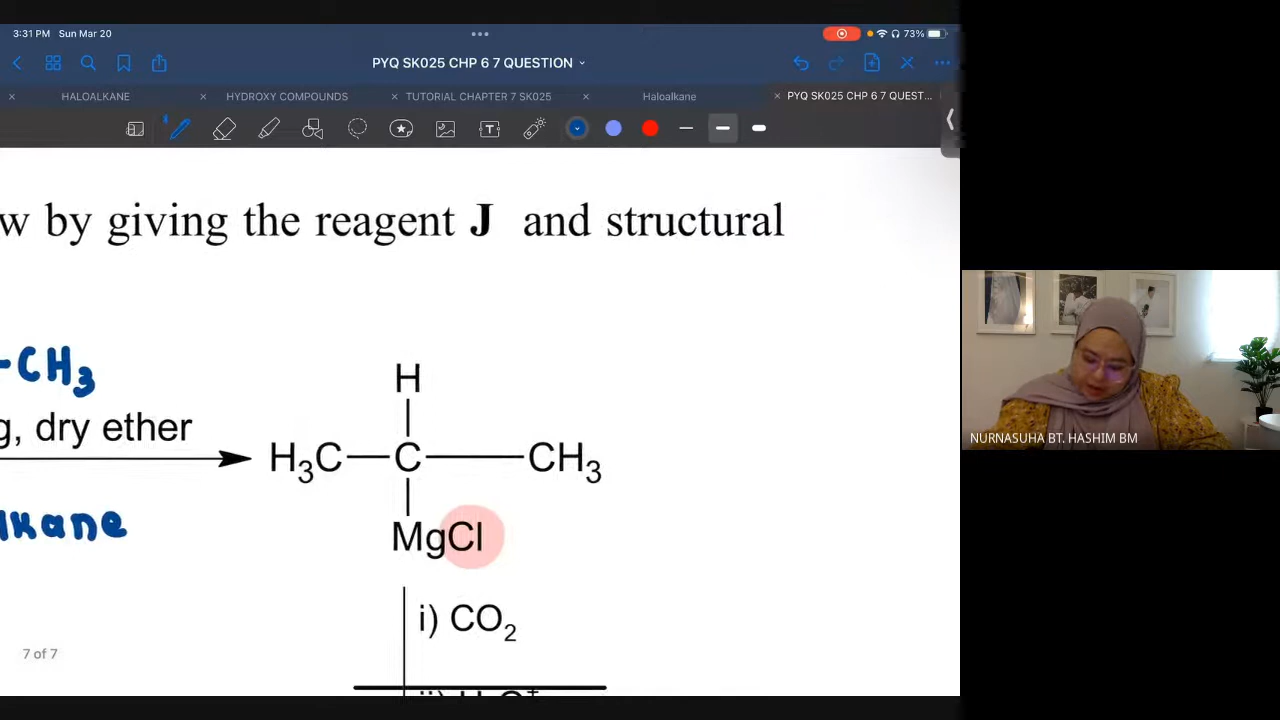 3:31 PM Sun Mar 20
73%
PYQ SK025 CHP 6 7 QUESTION
HALOALKANE
HYDROXY COMPOUNDS
TUTORIAL CHAPTER 7 SK025
Haloalkane
PYQ SK025 CHP 6 7 QUEST...
w by giving the reagent J and structural
H
-CH3
g, dry ether
H3C—C—CH3
lkane
MgCl
i) CO2
7 of 7
NURNASUHA BT. HASHIM BM